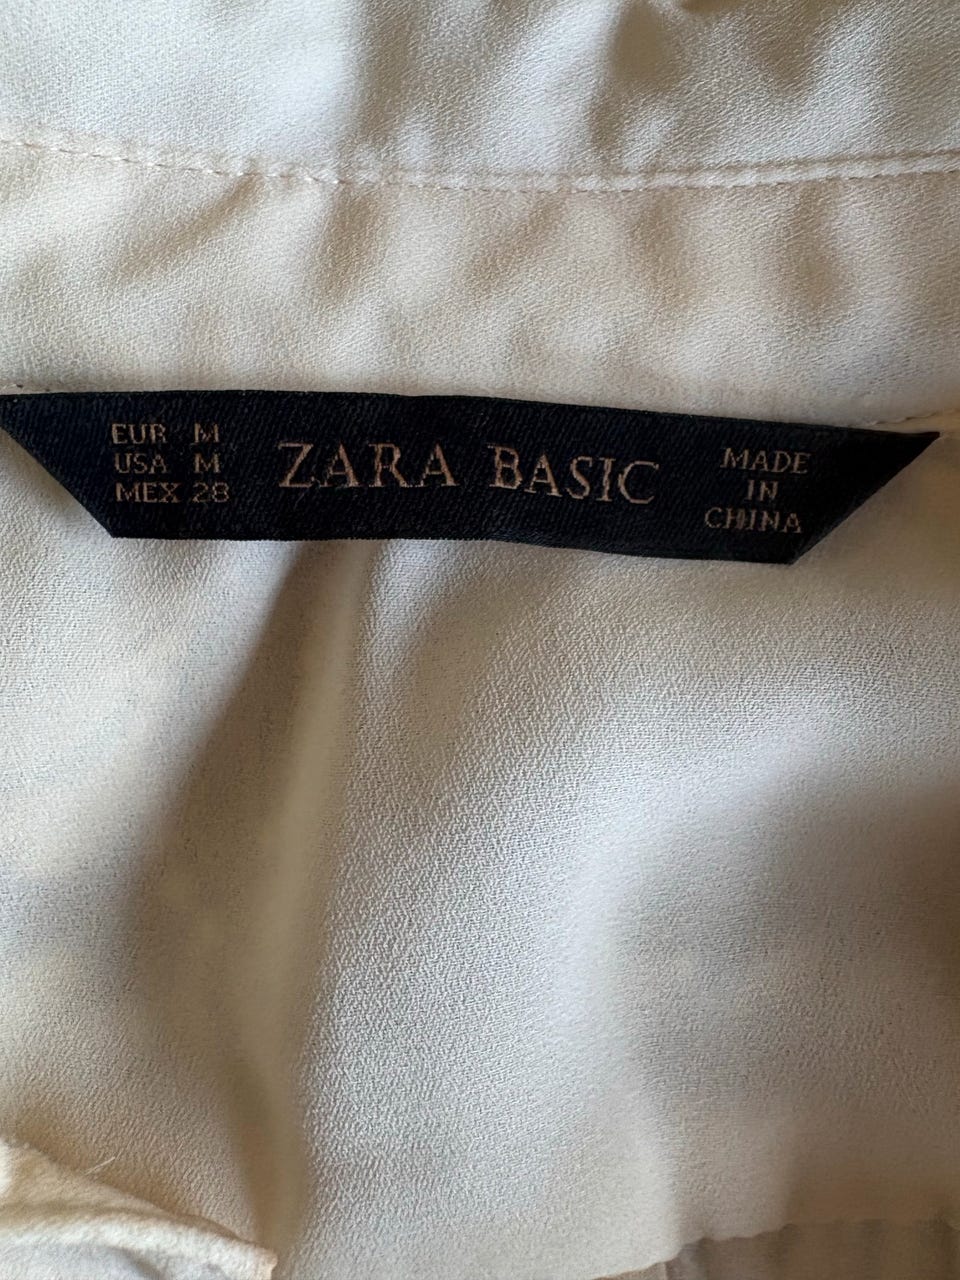 EUR M
USA M
MEX 28
ZARA BASIC
MADE
IN
CHINA